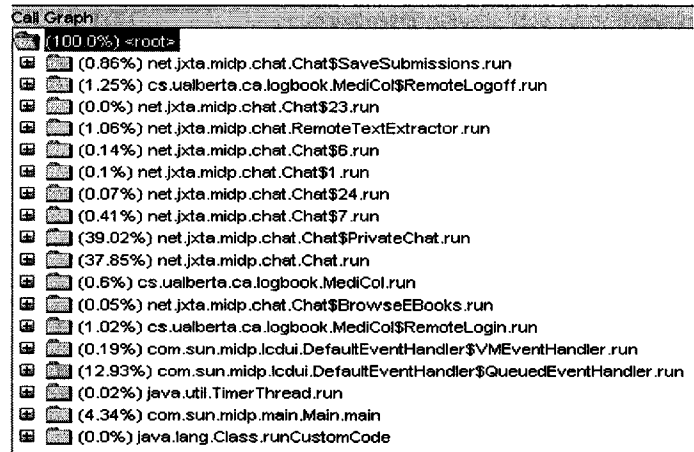 Call Graph
(100.0%) <root>
(0.86%) net.jxta.midp.chat.Chat$SaveSubmissions.run
(1.25%) cs.ualberta.ca.logbook.MediCol$RemoteLogoff.run
(0.0%) net.jxta.midp.chat.Chat$23.run
(1.06%) net.jxta.midp.chat.RemoteTextExtractor.run
(0.14%) net.jxta.midp.chat.Chat$6.run
(0.1%) net.jxta.midp.chat.Chat$1.run
(0.07%) net.jxta.midp.chat.Chat$24.run
(0.41%) net.jxta.midp.chat.Chat$7.run
(39.02%) net.jxta.midp.chat.Chat$PrivateChat.run
(37.85%) net.jxta.midp.chat.Chat.run
(0.6%) cs.ualberta.ca.logbook.MediCol.run
(0.05%) net.jxta.midp.chat.Chat$BrowseEBooks.run
(1.02%) cs.ualberta.ca.logbook.MediCol$RemoteLogin.run
(0.19%) com.sun.midp.lcdui.DefaultEventHandler$VMEventHandler.run
(12.93%) com.sun.midp.lcdui.DefaultEventHandler$QueuedEventHandler.run
(0.02%) java.util.TimerThread.run
(4.34%) com.sun.midp.main.Main.main
(0.0%) java.lang.Class.runCustomCode